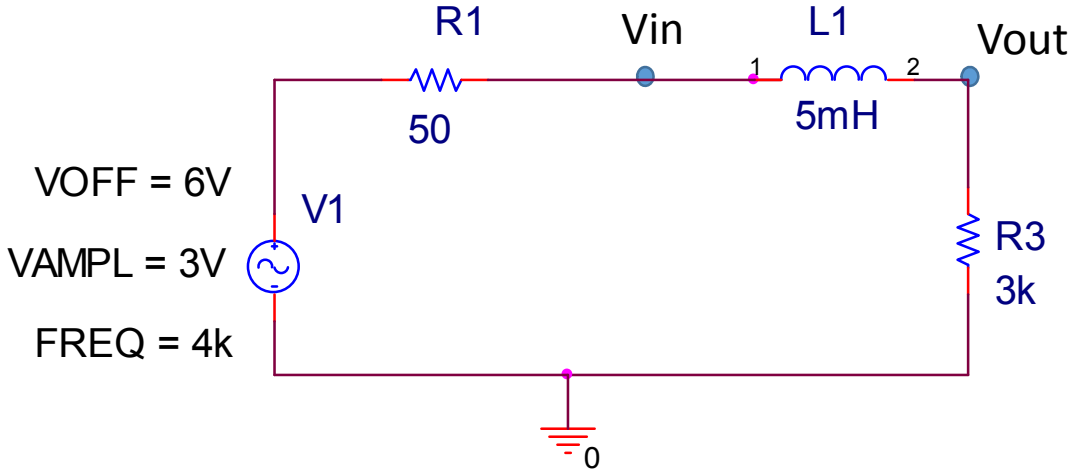 R1
Vin
L1
Vout
1
2
50
5mH
VOFF = 6V
V1
VAMPL = 3V
R3
3k
FREQ = 4k
0